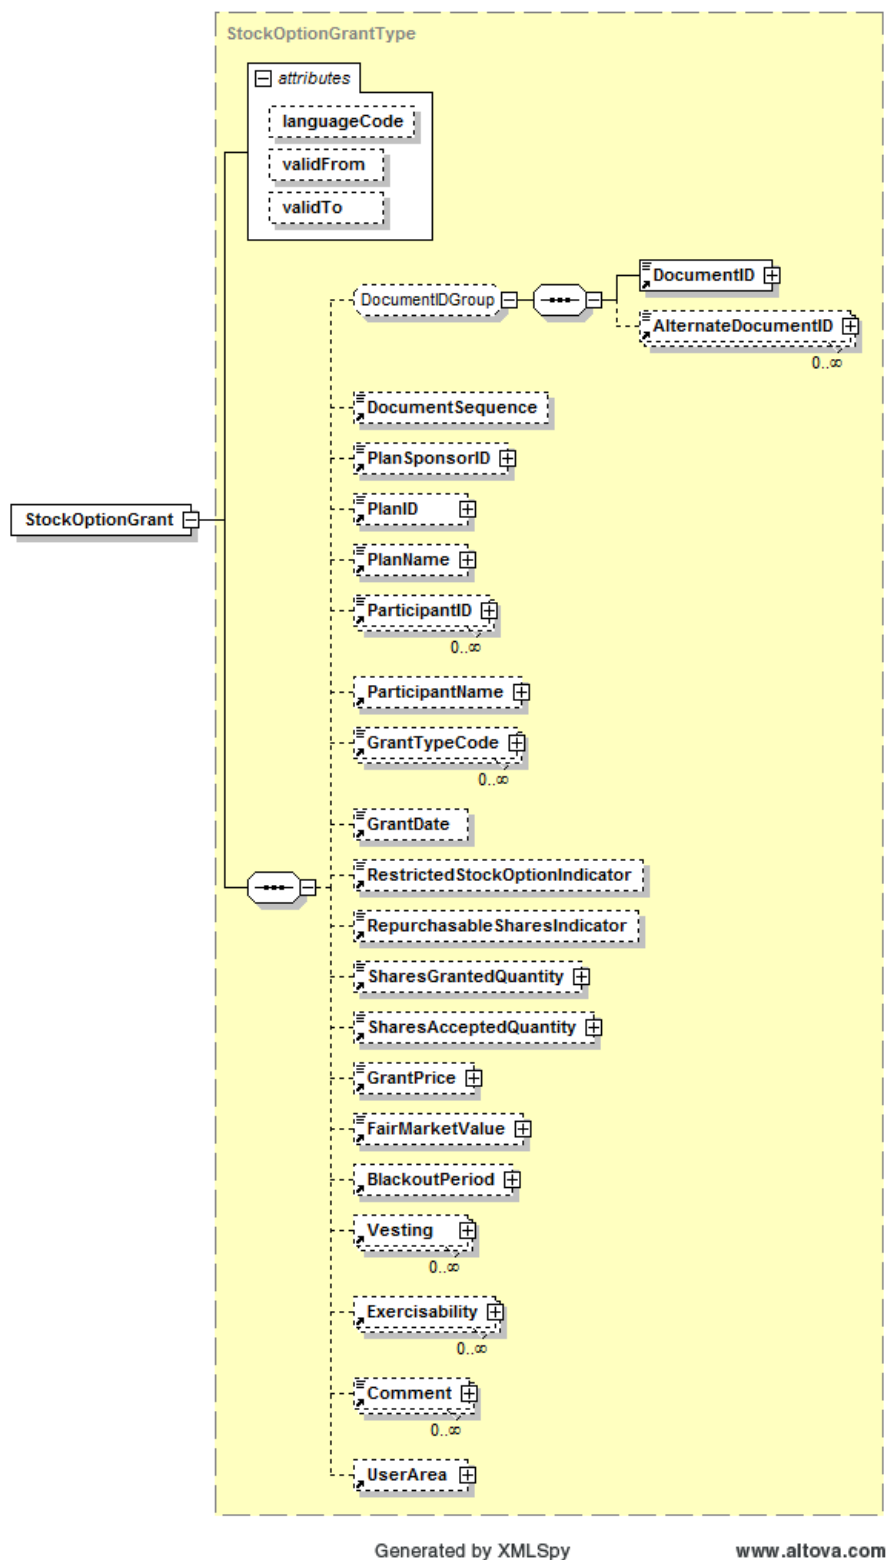 StockOptionGrantType
attributes
languageCode
validFrom
validTo
DocumentIDGroup
DocumentID
AlternateDocumentID
0..∞
DocumentSequence
PlanSponsorID
PlanID
StockOptionGrant
PlanName
ParticipantID
0..∞
ParticipantName
GrantTypeCode
0..∞
GrantDate
RestrictedStockOptionIndicator
RepurchasableSharesIndicator
SharesGrantedQuantity
SharesAcceptedQuantity
GrantPrice
FairMarketValue
BlackoutPeriod
Vesting
0..∞
Exercisability
0..∞
Comment
0..∞
UserArea
Generated by XMLSpy www.altova.com